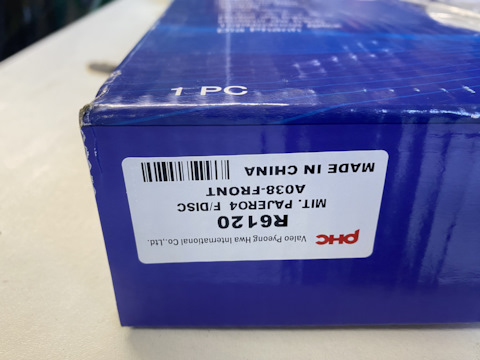 1 PC
PHC Valeo Pyeong Hwa International Co.,Ltd.
R6120
MIT. PAJERO4 F/DISC
A038-FRONT
MADE IN CHINA